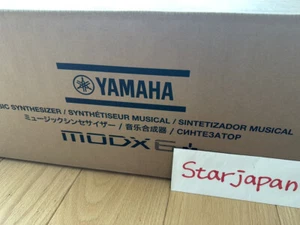 YAMAHA
IC SYNTHESIZER / SYNTHÉTISEUR MUSICAL / SINTETIZADOR MUSICAL
ミュージックシンセサイザー / 音乐合成器 / СИНТЕЗАТОР
MODX
Starjapan